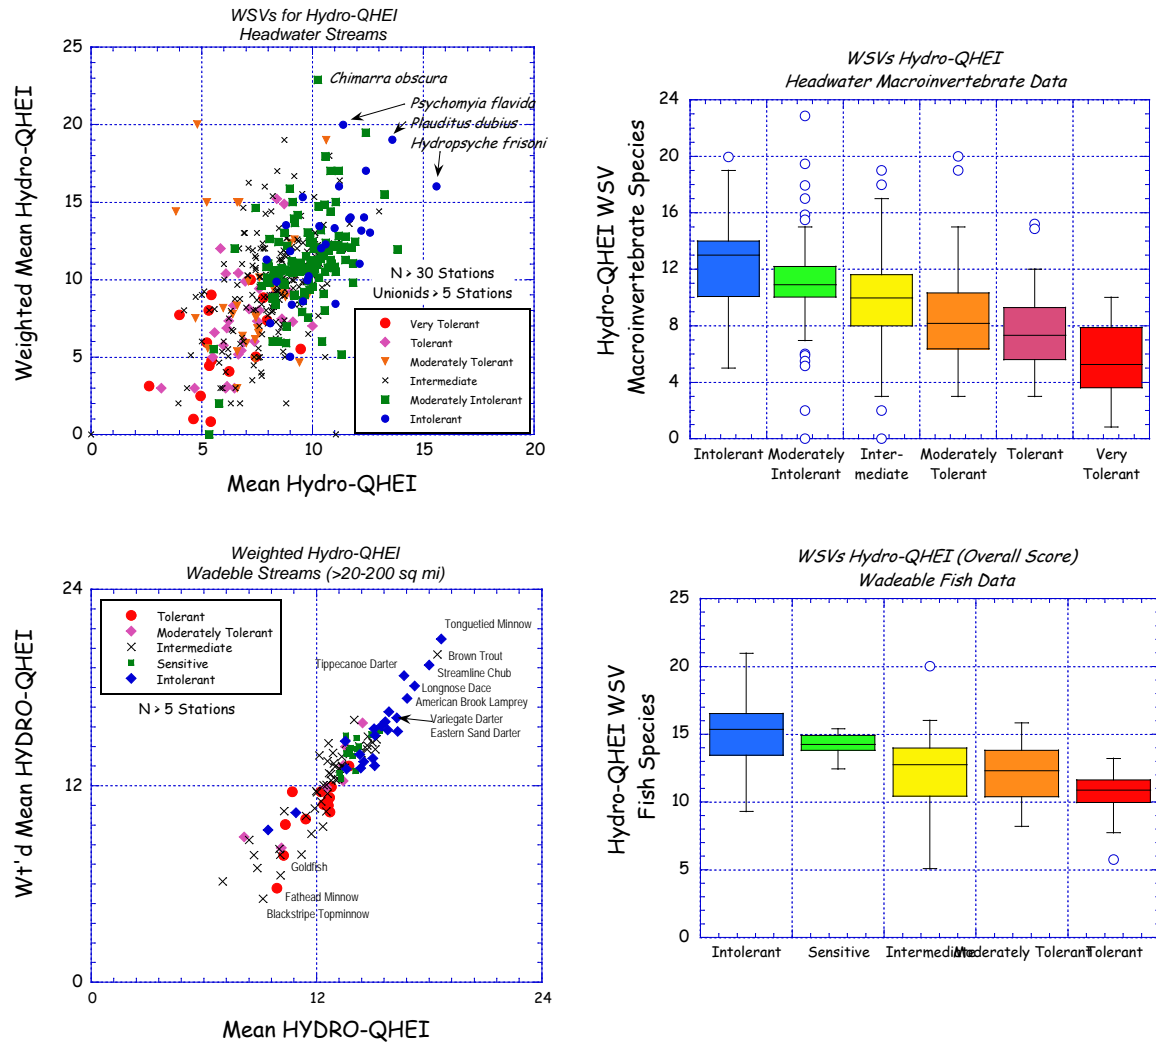 WSVs for Hydro-QHEI
Headwater Streams
25
20
15
10
5
0
Weighted Mean Hydro-QHEI
Chimarra obscura
Psychomyia flavida
Plauditus dubius
Hydropsyche frisoni
N > 30 Stations
Unionids > 5 Stations
Very Tolerant
Tolerant
Moderately Tolerant
Intermediate
Moderately Intolerant
Intolerant
0 5 10 15 20
Mean Hydro-QHEI
WSVs Hydro-QHEI
Headwater Macroinvertebrate Data
24
20
16
12
8
4
0
Hydro-QHEI WSV
Macroinvertebrate Species
Intolerant Moderately Inter- Moderately Tolerant Very
Intolerant mediate Tolerant Tolerant
Weighted Hydro-QHEI
Wadeble Streams (>20-200 sq mi)
24
12
0
Wt'd Mean HYDRO-QHEI
Tolerant
Moderately Tolerant
Intermediate
Sensitive
Intolerant
N > 5 Stations
Tonguetied Minnow
Brown Trout
Tippecanoe Darter
Streamline Chub
Longnose Dace
American Brook Lamprey
Variegate Darter
Eastern Sand Darter
Goldfish
Fathead Minnow
Blackstripe Topminnow
0 12 24
Mean HYDRO-QHEI
WSVs Hydro-QHEI (Overall Score)
Wadeable Fish Data
25
20
15
10
5
0
Hydro-QHEI WSV
Fish Species
Intolerant Sensitive Intermediate Moderately Tolerant Tolerant